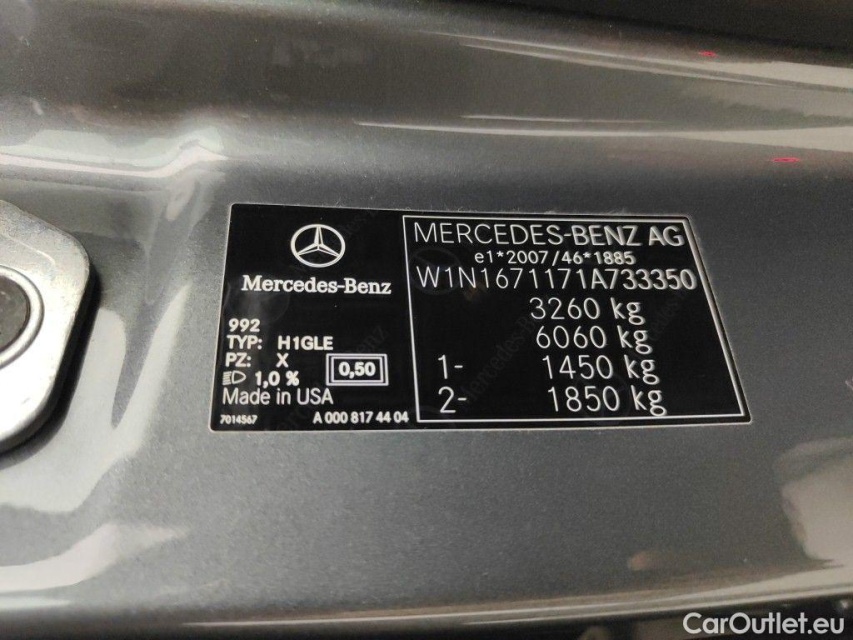 Mercedes-Benz
992
TYP: H1GLE
PZ: X
1,0 %
0,50
Made in USA
7014567
A 000 817 44 04
MERCEDES-BENZ AG
e1*2007/46*1885
W1N1671171A733350
3260 kg
6060 kg
1- 1450 kg
2- 1850 kg
CarOutlet.eu